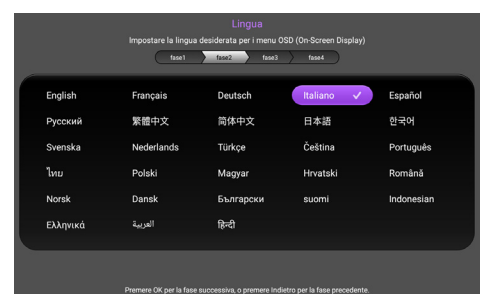 Lingua
Impostare la lingua desiderata per i menu OSD (On-Screen Display)
fase1 fase2 fase3 fase4
English Français Deutsch Italiano Español
Русский 繁體中文 简体中文 日本語 한국어
Svenska Nederlands Türkçe Čeština Português
ไทย Polski Magyar Hrvatski Română
Norsk Dansk Български suomi Indonesian
Ελληνικά العربية हिन्दी
Premere OK per la fase successiva, o premere Indietro per la fase precedente.